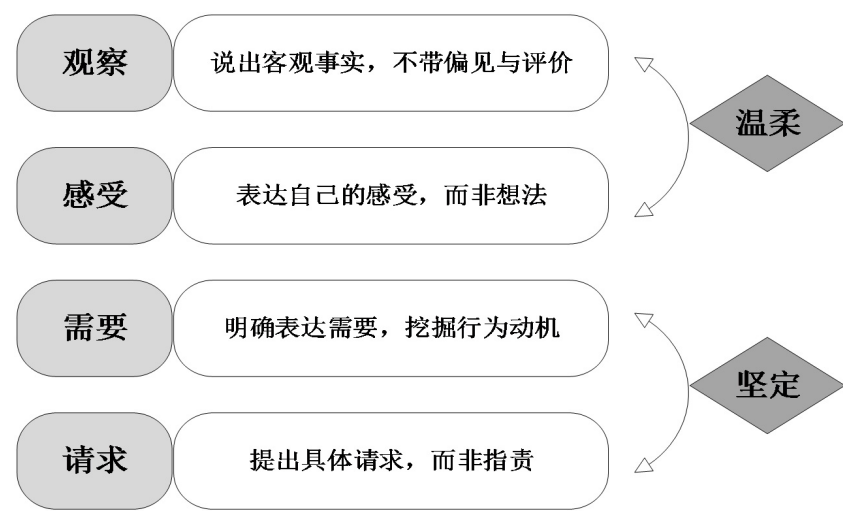 观察
说出客观事实，不带偏见与评价
温柔
感受
表达自己的感受，而非想法
需要
明确表达需要，挖掘行为动机
坚定
请求
提出具体请求，而非指责